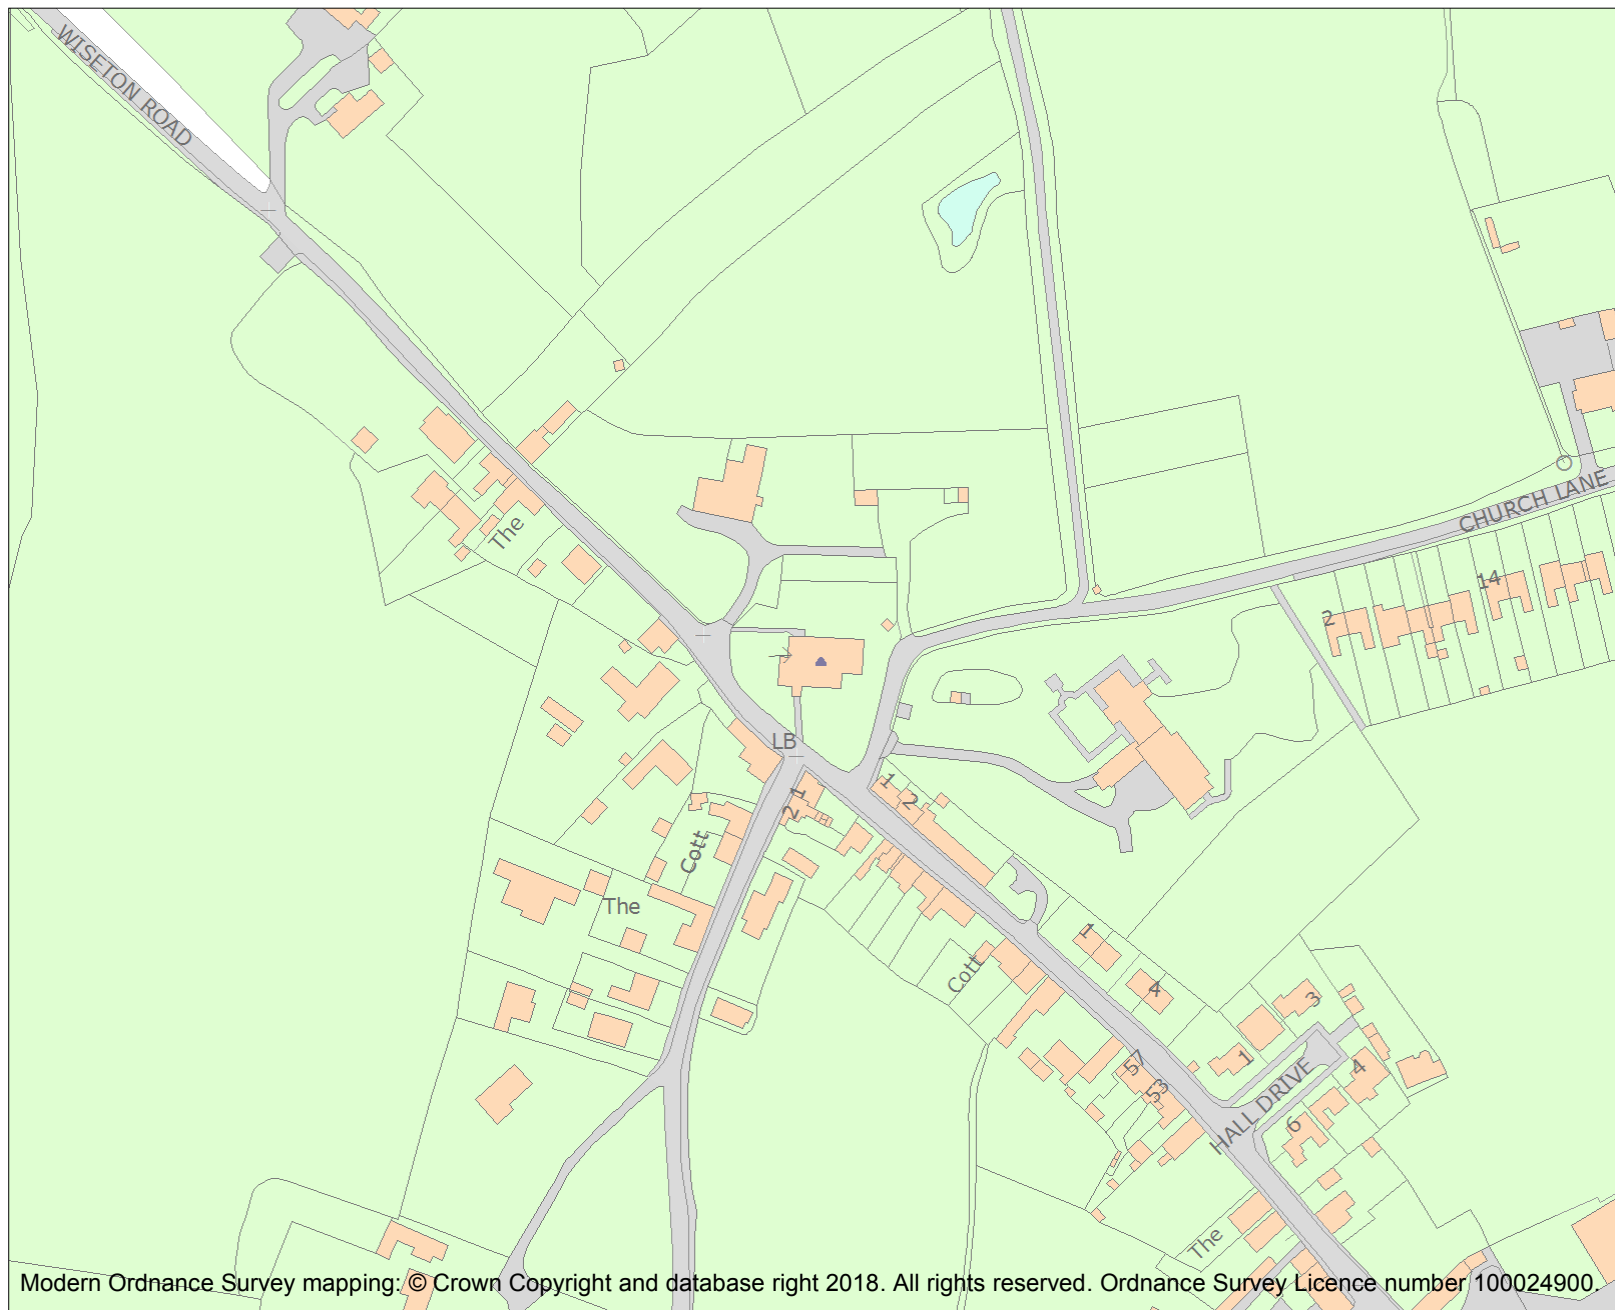 WISETON ROAD
The
CHURCH LANE
14
2
LB
1
2
1
2
Cott
The
1
Cott
4
3
57
1
4
53
HALL DRIVE
6
The
Modern Ordnance Survey mapping: © Crown Copyright and database right 2018. All rights reserved. Ordnance Survey Licence number 100024900.